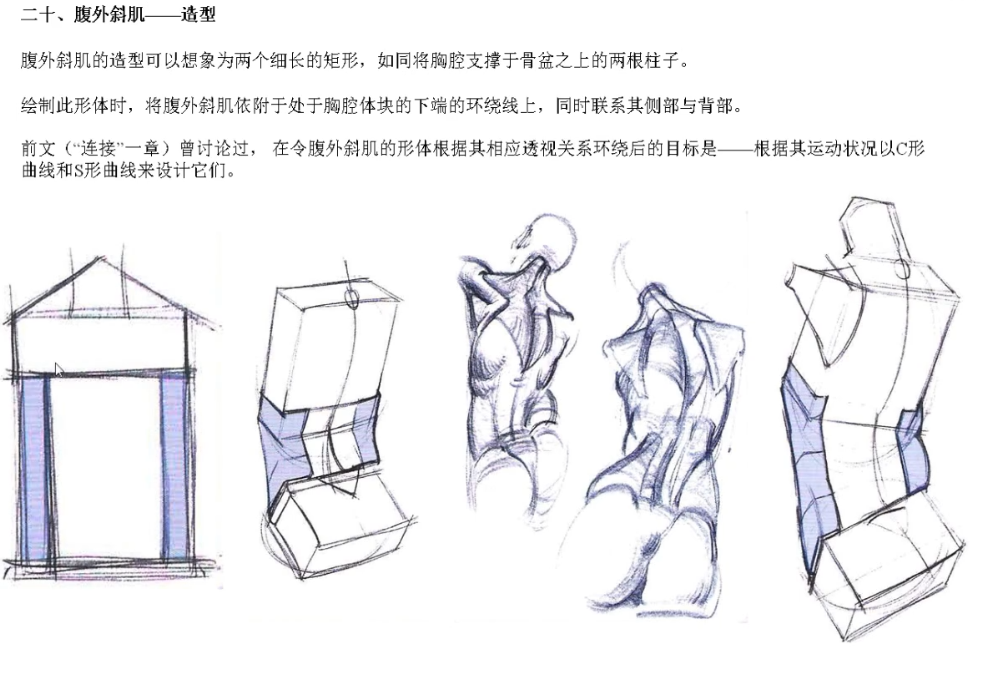 二十、腹外斜肌——造型
腹外斜肌的造型可以想象为两个细长的矩形，如同将胸腔支撑于骨盆之上的两根柱子。
绘制此形体时，将腹外斜肌依附于处于胸腔体块的下端的环绕线上，同时联系其侧部与背部。
前文（“连接”一章）曾讨论过， 在令腹外斜肌的形体根据其相应透视关系环绕后的目标是——根据其运动状况以C形
曲线和S形曲线来设计它们。